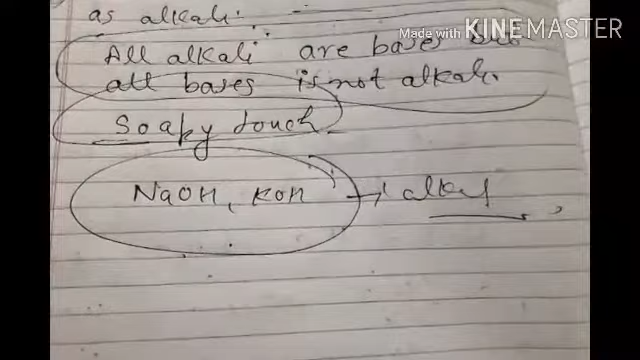 as alkali.
Made with KINEMASTER
All alkali are bases but
all bases is not alkali.
Soapy touch.
NaOH, KOH → alkali